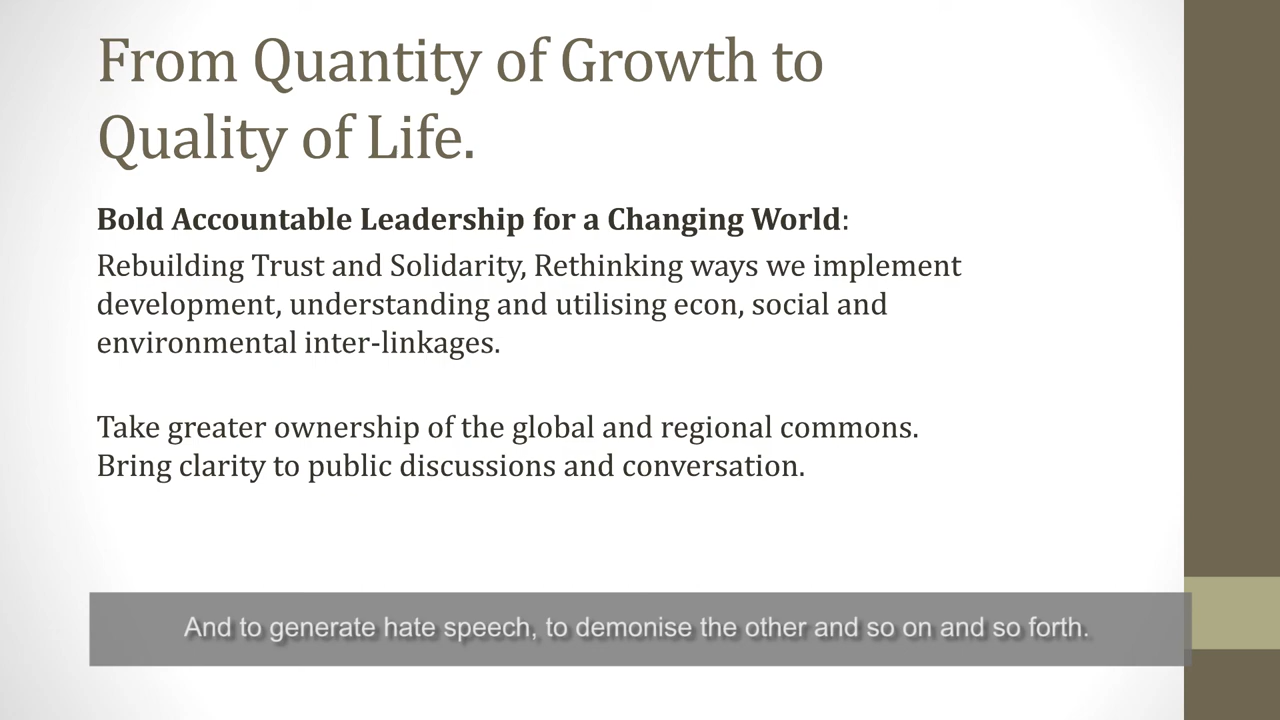 From Quantity of Growth to
Quality of Life.
Bold Accountable Leadership for a Changing World:
Rebuilding Trust and Solidarity, Rethinking ways we implement
development, understanding and utilising econ, social and
environmental inter-linkages.
Take greater ownership of the global and regional commons.
Bring clarity to public discussions and conversation.
And to generate hate speech, to demonise the other and so on and so forth.